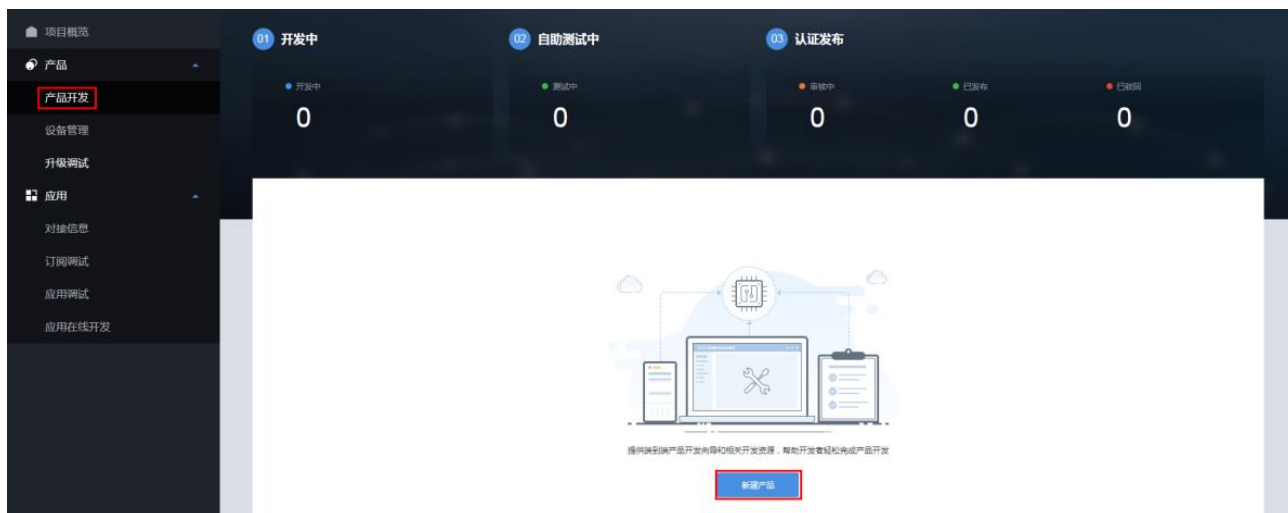 项目概览
产品
产品开发
设备管理
升级调试
应用
对接信息
订阅调试
应用调试
应用在线开发
01 开发中
开发中
0
02 自助测试中
测试中
0
03 认证发布
审核中 已发布 已驳回
0 0 0
提供端到端产品开发向导和相关开发资源，帮助开发者轻松完成产品开发
新建产品